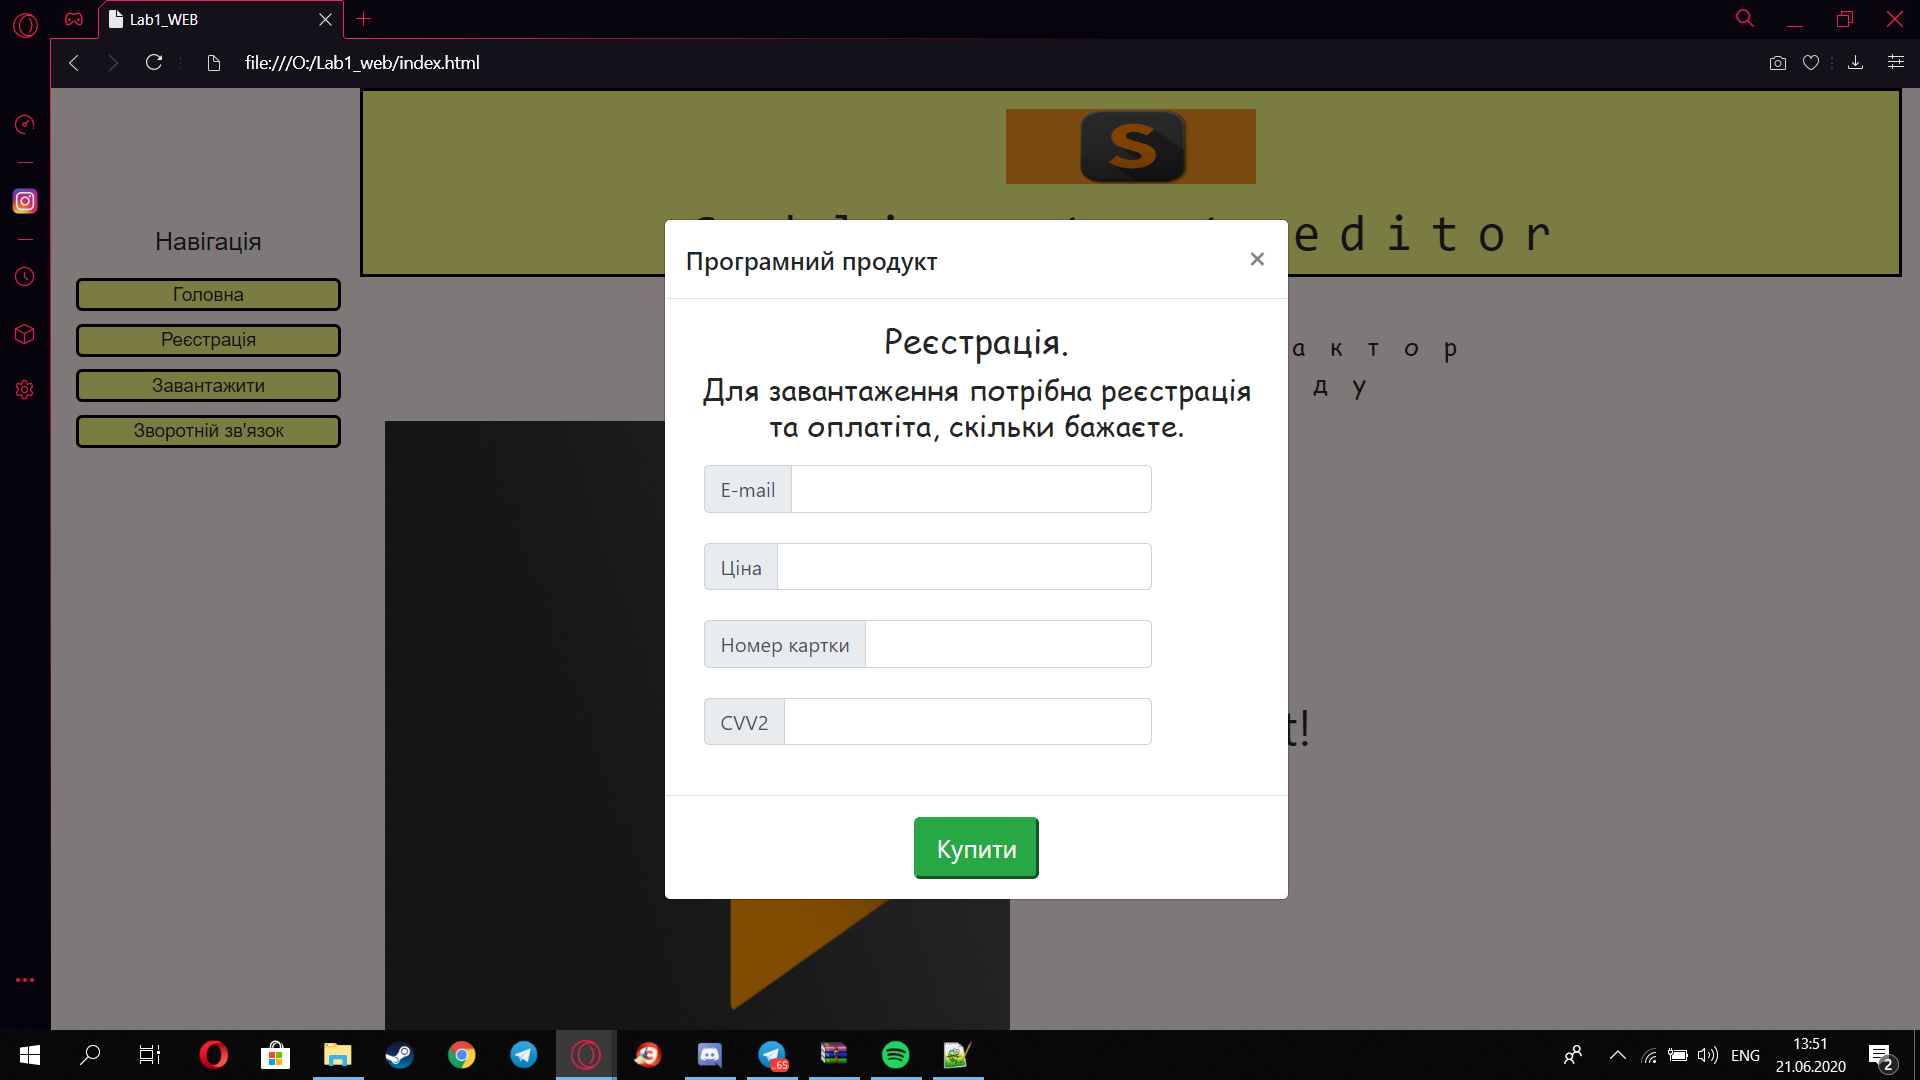 Lab1_WEB
file:///O:/Lab1_web/index.html
S
editor
Навігація
Головна
Реєстрація
Завантажити
Зворотній зв'язок
Програмний продукт
×
Реєстрація.
Для завантаження потрібна реєстрація
та оплатіта, скільки бажаєте.
E-mail
Ціна
Номер картки
CVV2
Купити
а к т о р
д у
t!
..65
ENG
13:51
21.06.2020
2